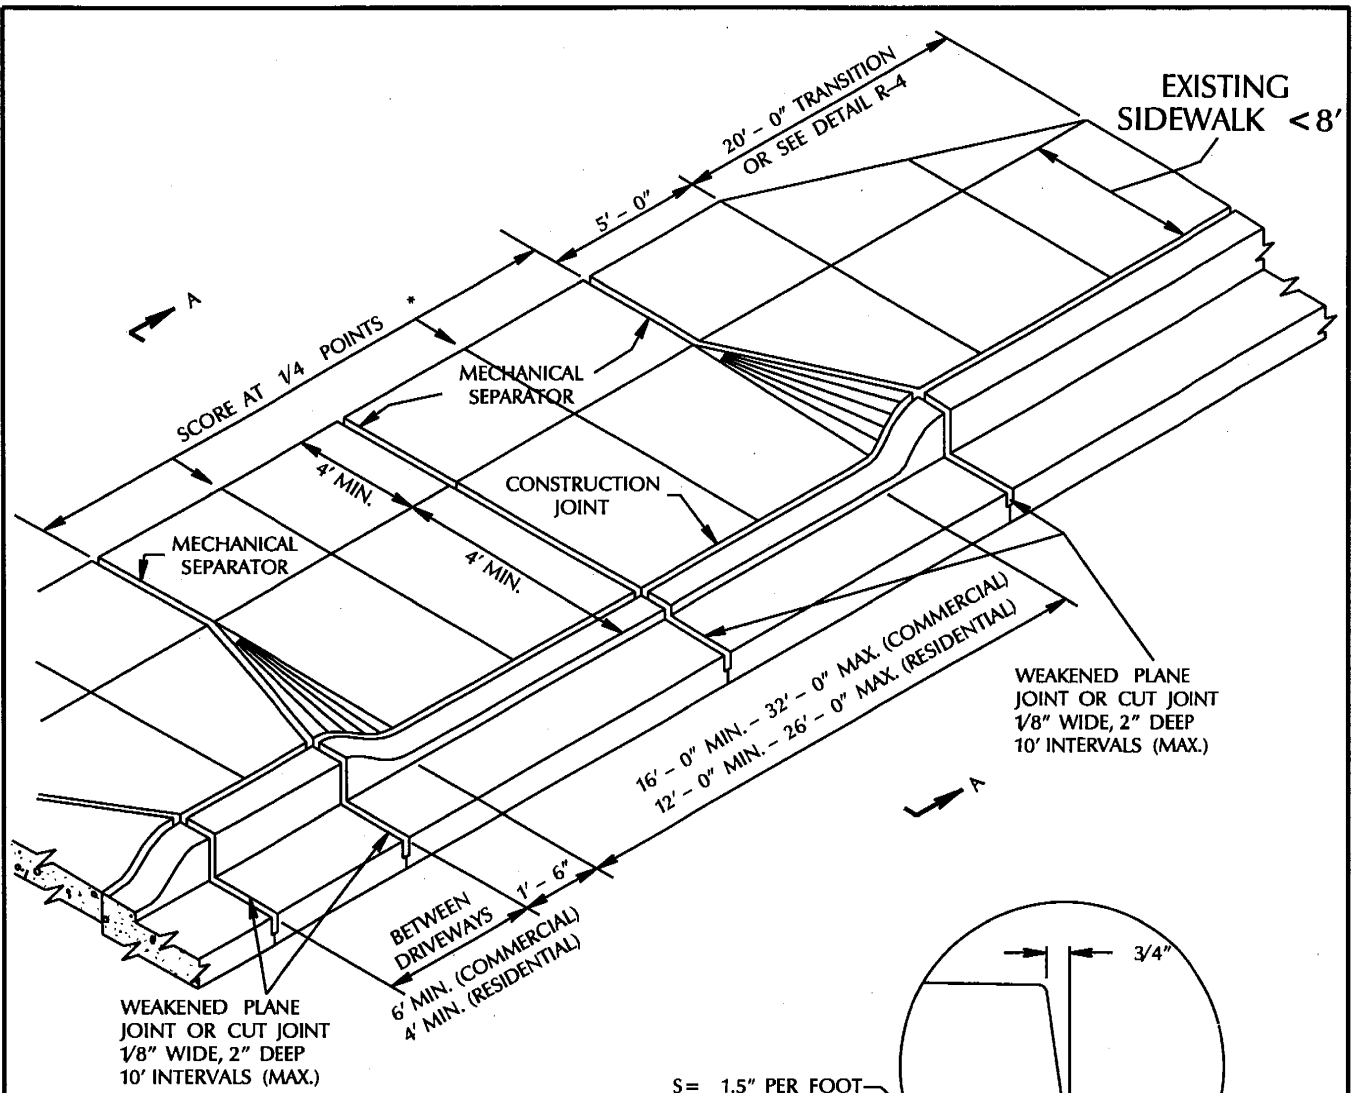 20' – 0" TRANSITION
OR SEE DETAIL R–4
EXISTING
SIDEWALK <8'
5' – 0"
A
SCORE AT 1/4 POINTS *
MECHANICAL
SEPARATOR
4' MIN.
CONSTRUCTION
JOINT
MECHANICAL
SEPARATOR
4' MIN.
16' – 0" MIN. – 32' – 0" MAX. (COMMERCIAL)
12' – 0" MIN. – 26' – 0" MAX. (RESIDENTIAL)
WEAKENED PLANE
JOINT OR CUT JOINT
1/8" WIDE, 2" DEEP
10' INTERVALS (MAX.)
A
1' – 6"
BETWEEN
DRIVEWAYS
6' MIN. (COMMERCIAL)
4' MIN. (RESIDENTIAL)
WEAKENED PLANE
JOINT OR CUT JOINT
1/8" WIDE, 2" DEEP
10' INTERVALS (MAX.)
3/4"
S= 1.5" PER FOOT